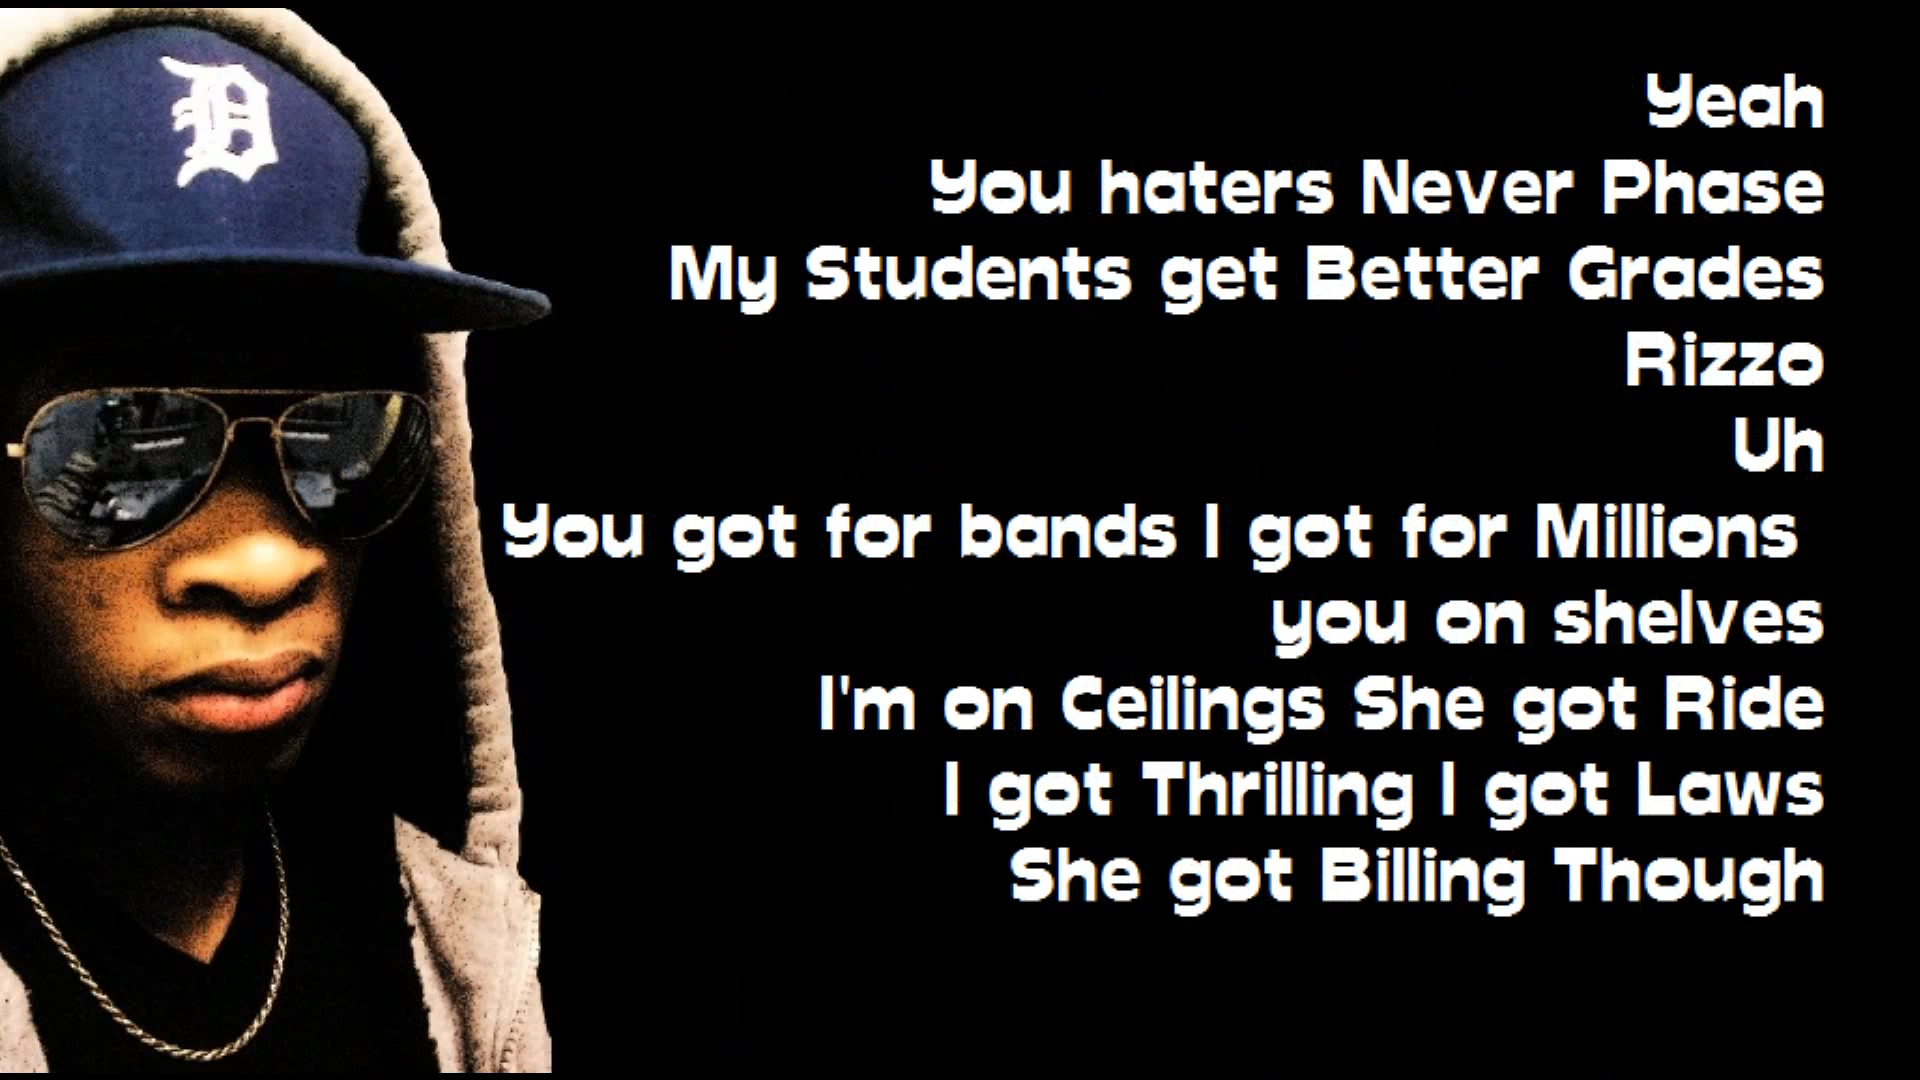 D
Yeah
You haters Never Phase
My Students get Better Grades
Rizzo
Uh
You got for bands I got for Millions
you on shelves
I'm on Ceilings She got Ride
I got Thrilling I got Laws
She got Billing Though